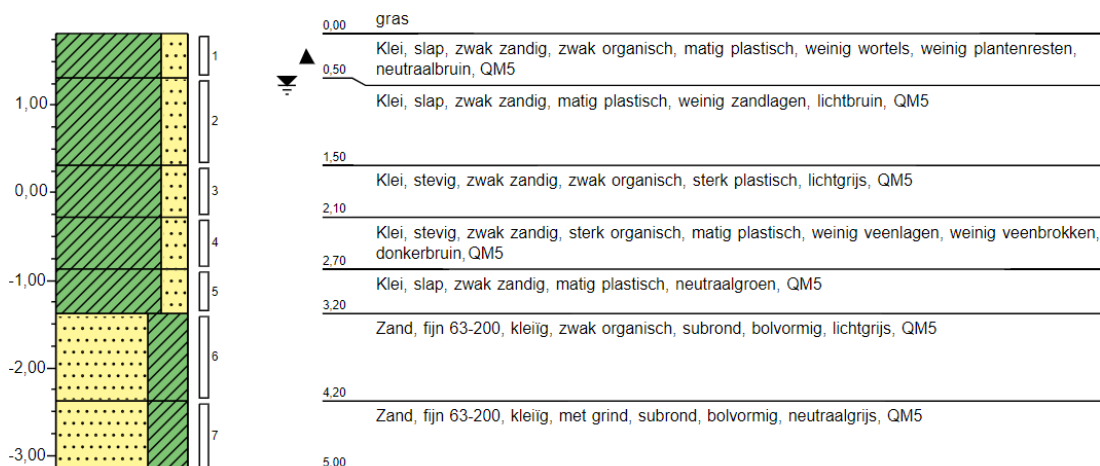 gras
0,00
Klei, slap, zwak zandig, zwak organisch, matig plastisch, weinig wortels, weinig plantenresten,
neutraalbruin, QM5
0,50
Klei, slap, zwak zandig, matig plastisch, weinig zandlagen, lichtbruin, QM5
1,50
Klei, stevig, zwak zandig, zwak organisch, sterk plastisch, lichtgrijs, QM5
2,10
Klei, stevig, zwak zandig, sterk organisch, matig plastisch, weinig veenlagen, weinig veenbrokken,
donkerbruin, QM5
2,70
Klei, slap, zwak zandig, matig plastisch, neutraalgroen, QM5
3,20
Zand, fijn 63-200, kleiïg, zwak organisch, subrond, bolvormig, lichtgrijs, QM5
4,20
Zand, fijn 63-200, kleiïg, met grind, subrond, bolvormig, neutraalgrijs, QM5
5,00
1,00
0,00
-1,00
-2,00
-3,00
1
2
3
4
5
6
7